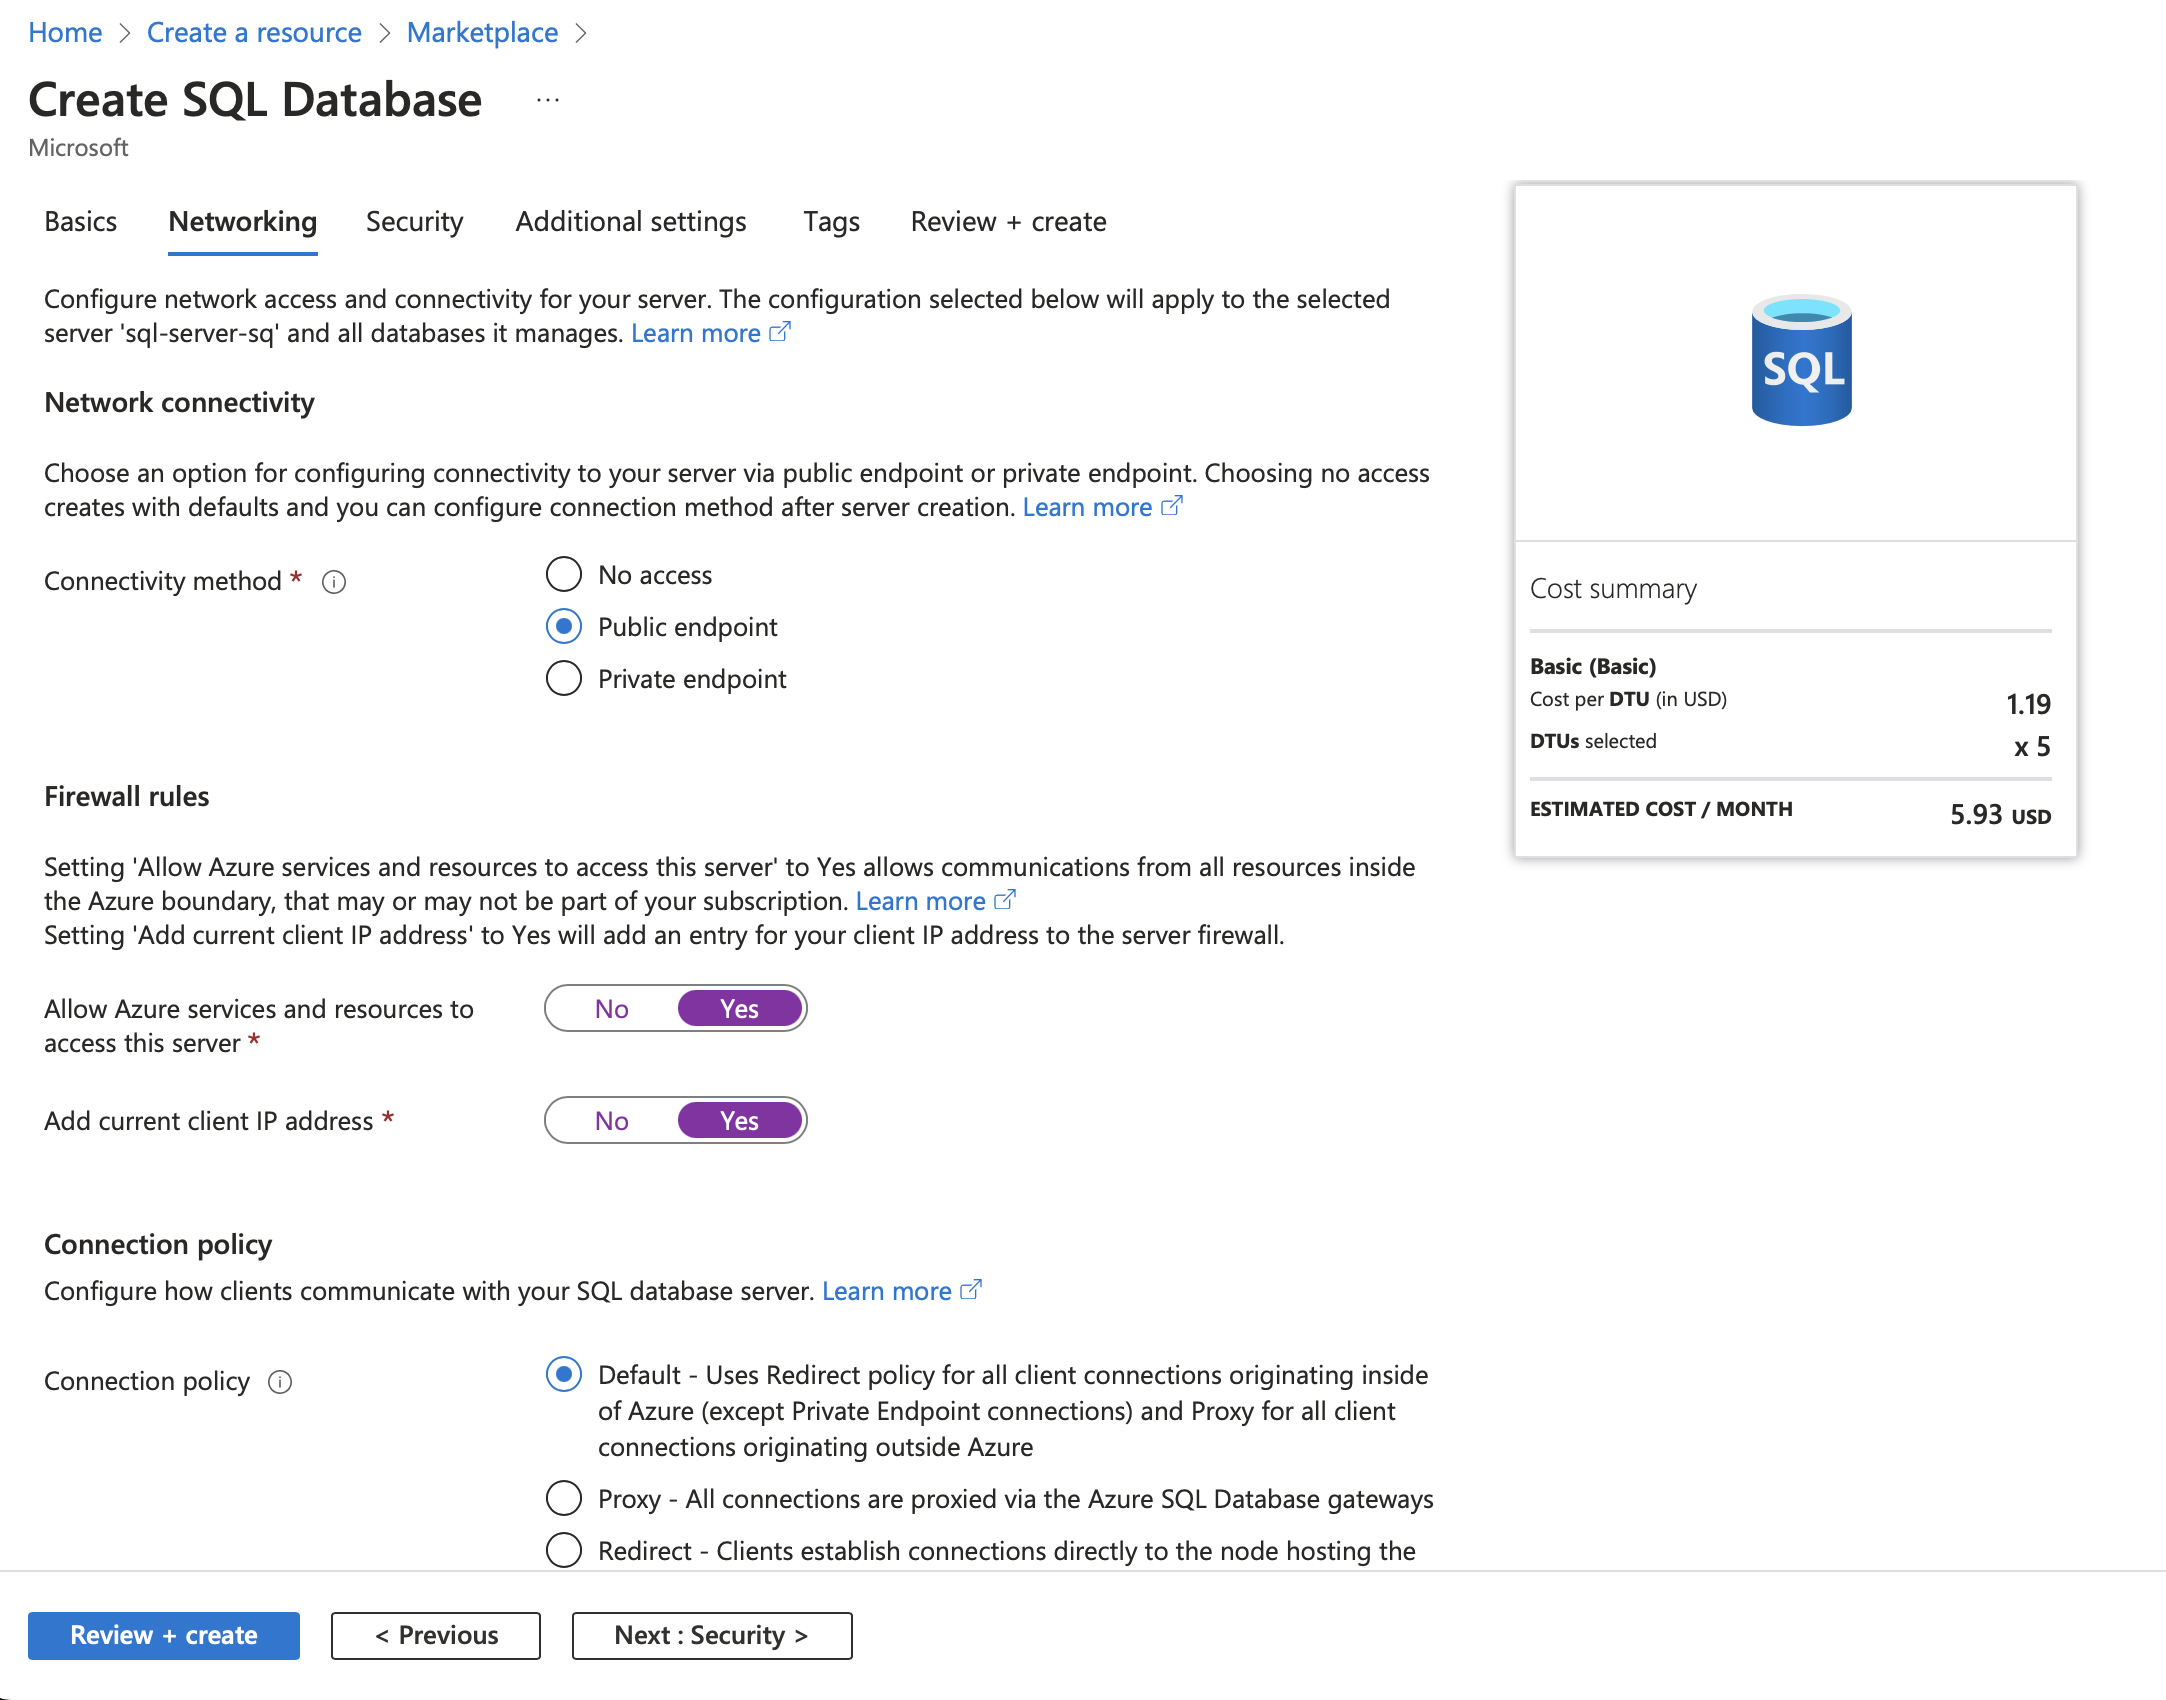 Home > Create a resource > Marketplace >
Create SQL Database ...
Microsoft
Basics Networking Security Additional settings Tags Review + create
Configure network access and connectivity for your server. The configuration selected below will apply to the selected
server 'sql-server-sq' and all databases it manages. Learn more
Network connectivity
Choose an option for configuring connectivity to your server via public endpoint or private endpoint. Choosing no access
creates with defaults and you can configure connection method after server creation. Learn more
Connectivity method *
No access
Public endpoint
Private endpoint
Firewall rules
Setting 'Allow Azure services and resources to access this server' to Yes allows communications from all resources inside
the Azure boundary, that may or may not be part of your subscription. Learn more
Setting 'Add current client IP address' to Yes will add an entry for your client IP address to the server firewall.
Allow Azure services and resources to
access this server *
No Yes
Add current client IP address *
No Yes
Connection policy
Configure how clients communicate with your SQL database server. Learn more
Connection policy
Default - Uses Redirect policy for all client connections originating inside
of Azure (except Private Endpoint connections) and Proxy for all client
connections originating outside Azure
Proxy - All connections are proxied via the Azure SQL Database gateways
Redirect - Clients establish connections directly to the node hosting the
SQL
Cost summary
Basic (Basic)
Cost per DTU (in USD) 1.19
DTUs selected x 5
ESTIMATED COST / MONTH 5.93 USD
Review + create < Previous Next : Security >